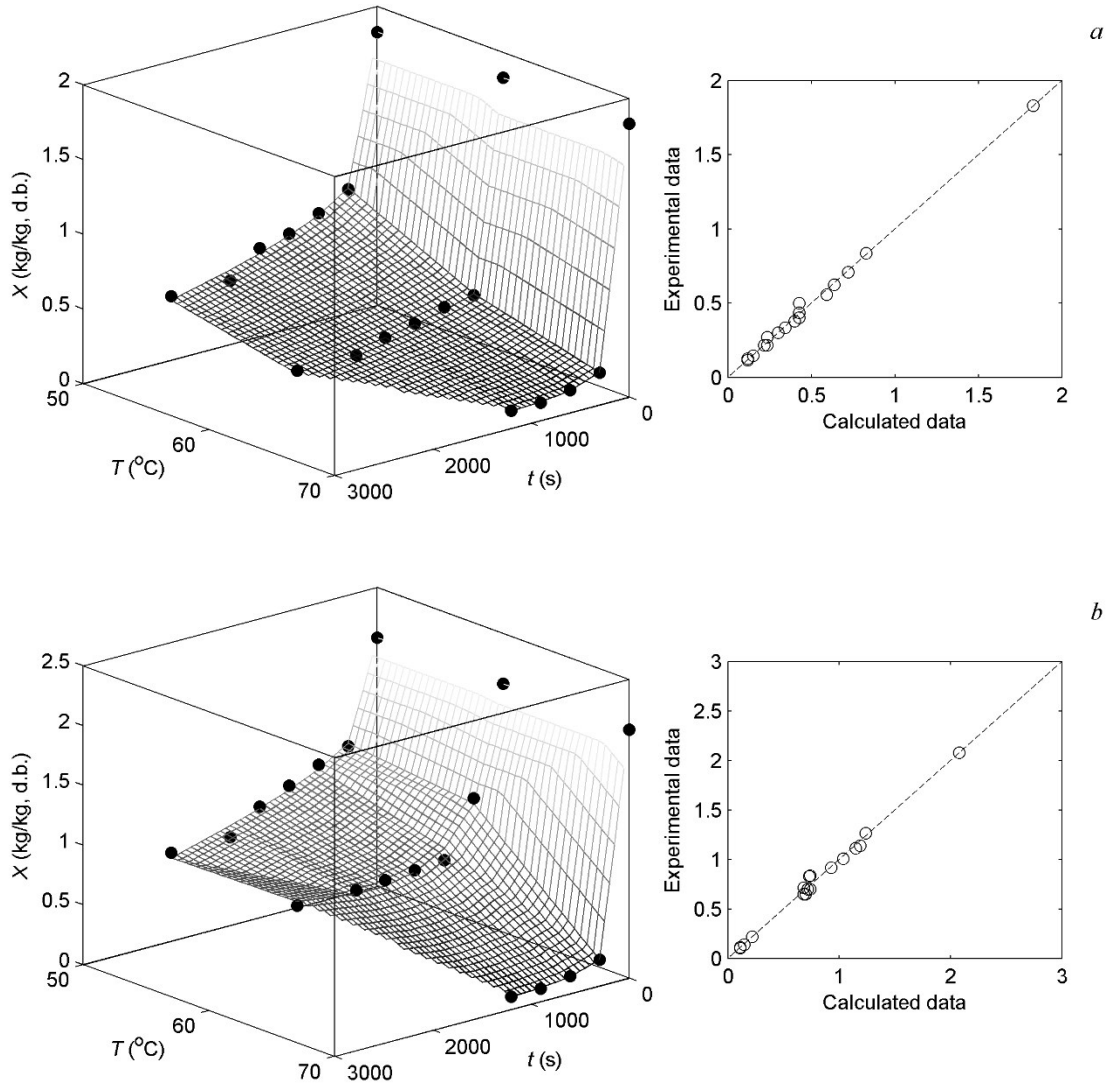 a
2
1.5
1
0.5
0
X (kg/kg, d.b.)
50
60
70
T (°C)
3000
2000
1000
0
t (s)
2
1.5
1
0.5
0
Experimental data
0 0.5 1 1.5 2
Calculated data
b
2.5
2
1.5
1
0.5
0
X (kg/kg, d.b.)
50
60
70
T (°C)
3000
2000
1000
0
t (s)
3
2.5
2
1.5
1
0.5
0
Experimental data
0 1 2 3
Calculated data